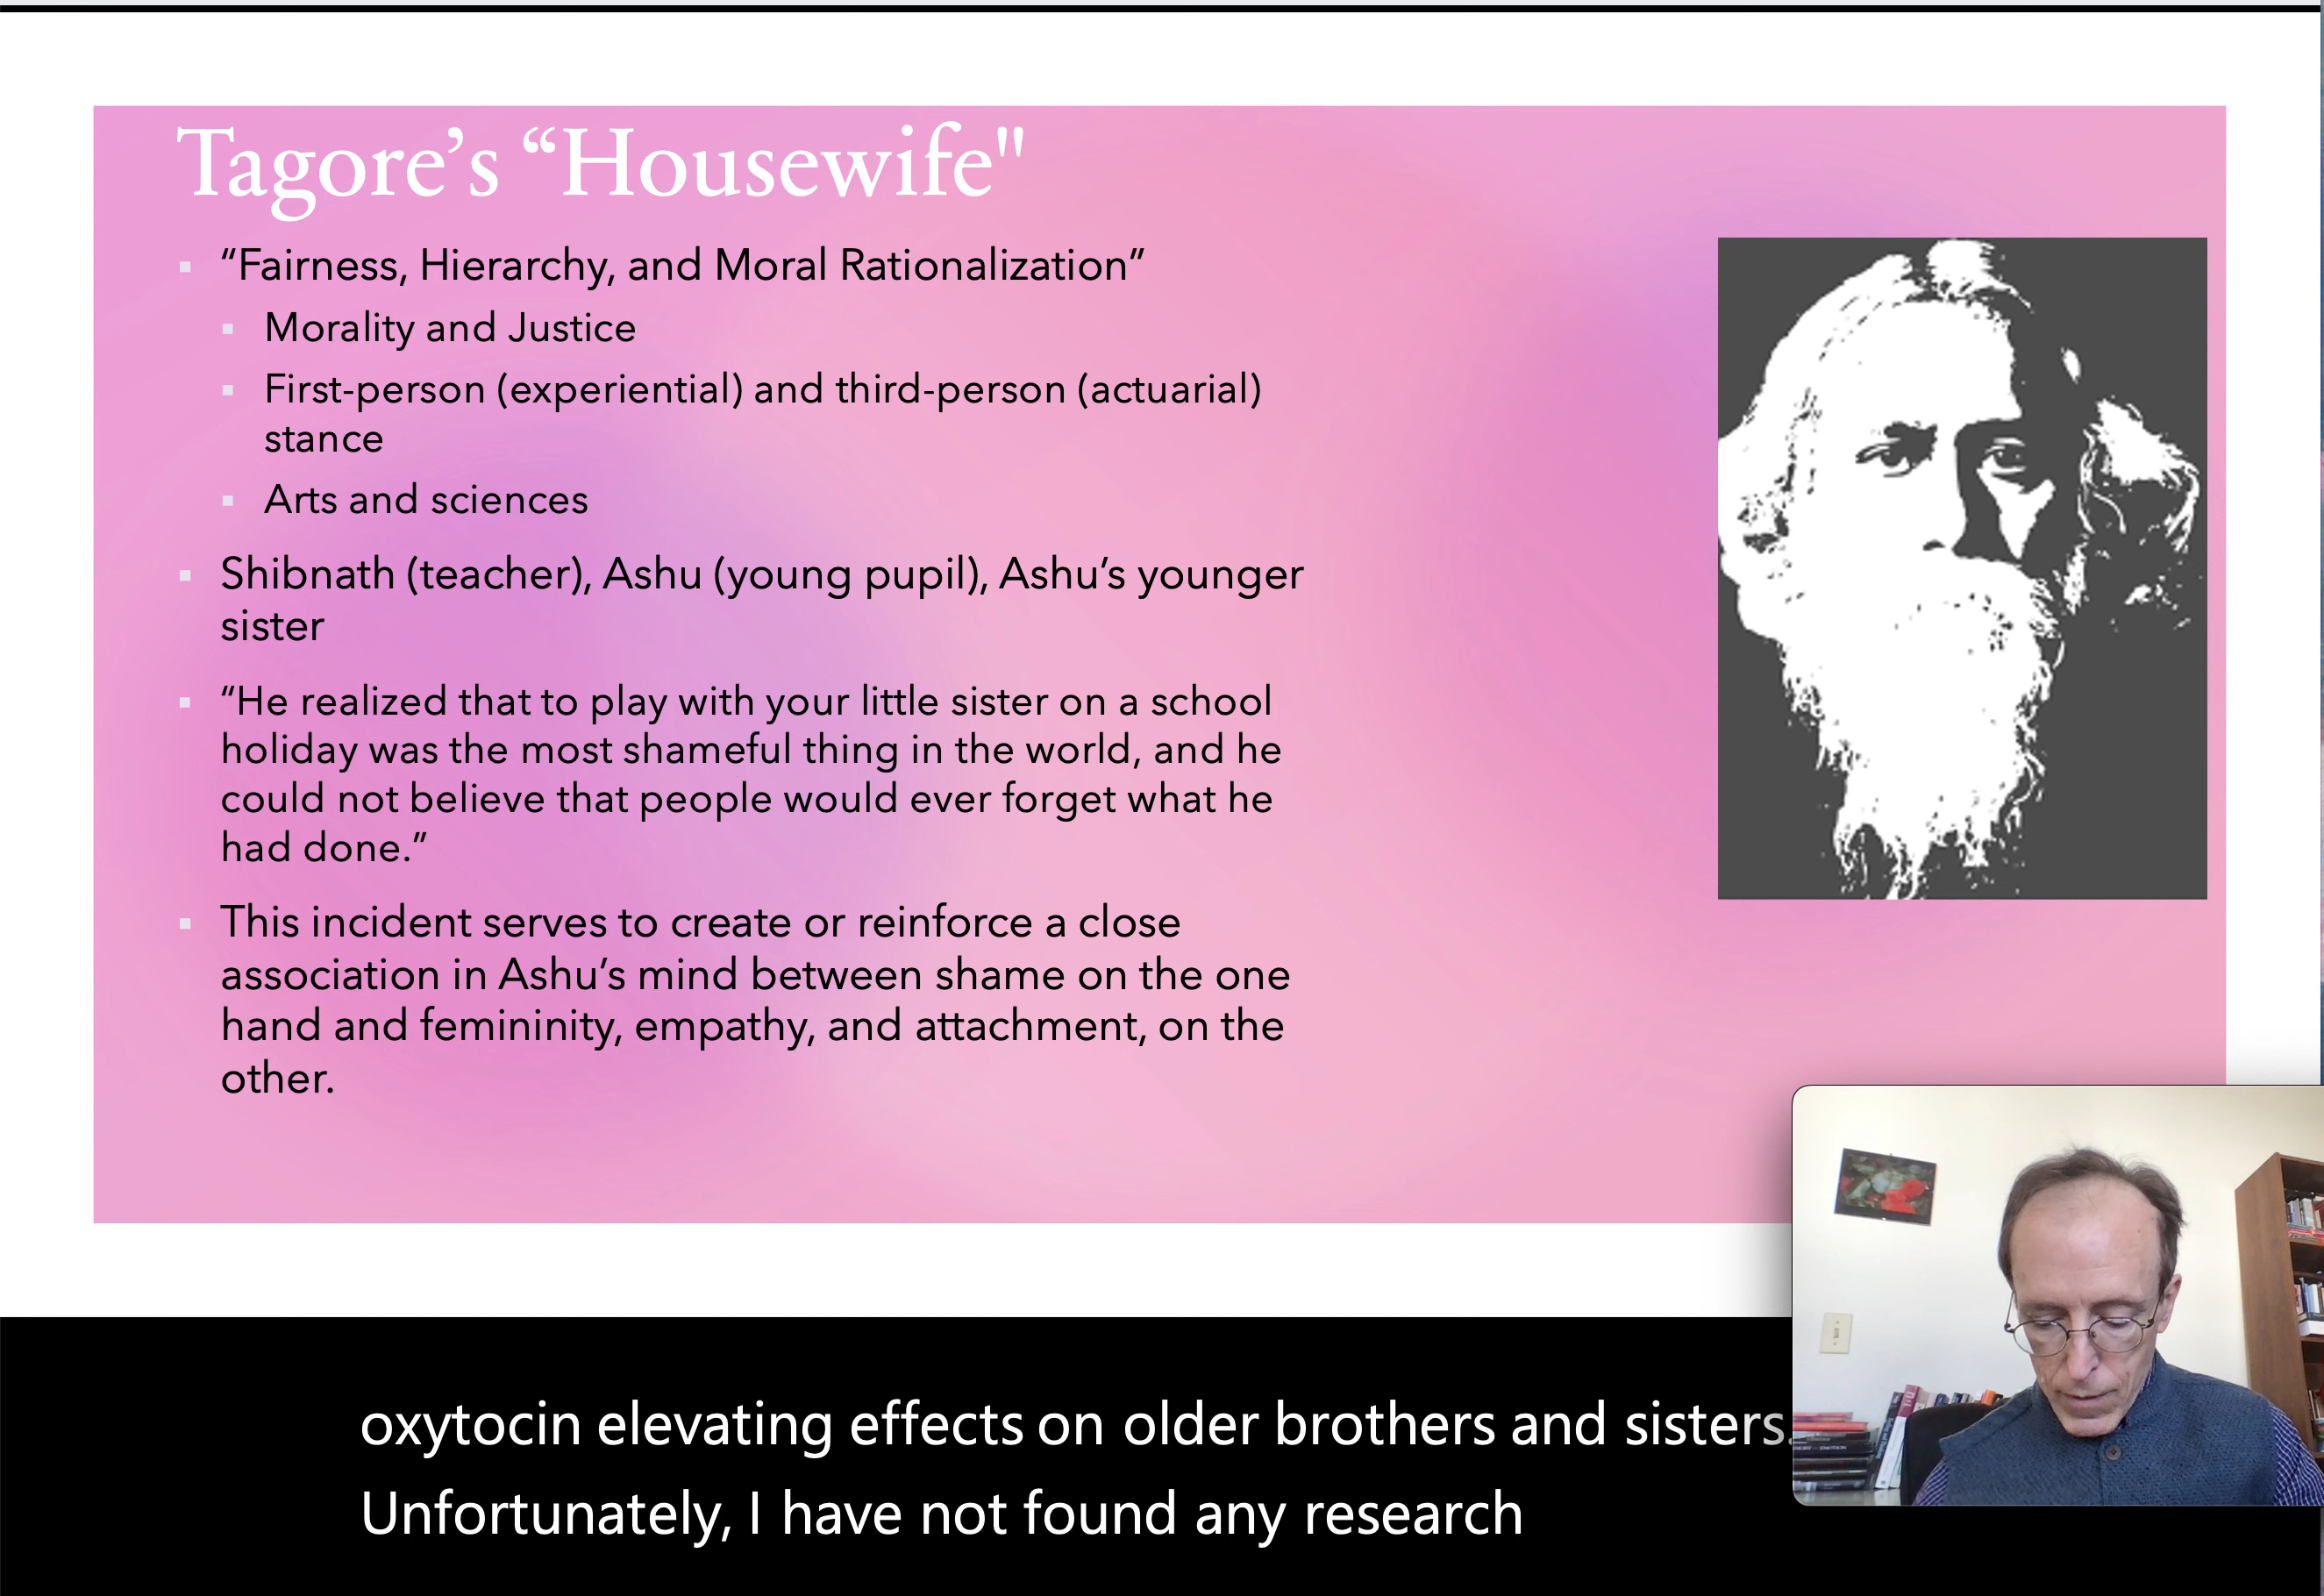 Tagore’s “Housewife"
“Fairness, Hierarchy, and Moral Rationalization”
Morality and Justice
First-person (experiential) and third-person (actuarial)
stance
Arts and sciences
Shibnath (teacher), Ashu (young pupil), Ashu’s younger
sister
“He realized that to play with your little sister on a school
holiday was the most shameful thing in the world, and he
could not believe that people would ever forget what he
had done.”
This incident serves to create or reinforce a close
association in Ashu’s mind between shame on the one
hand and femininity, empathy, and attachment, on the
other.
oxytocin elevating effects on older brothers and sisters.
Unfortunately, I have not found any research